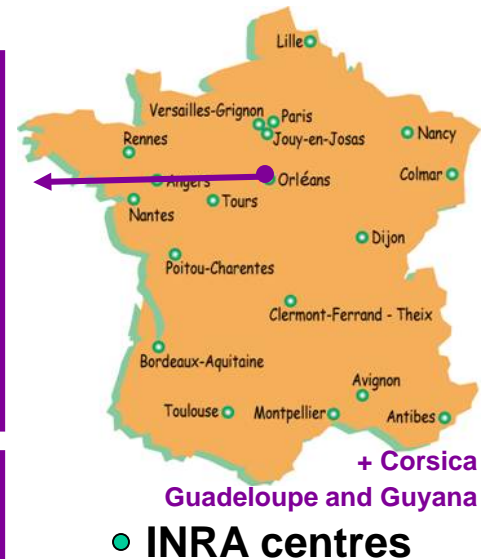 Lille
Versailles-Grignon
Paris
Rennes
Jouy-en-Josas
Nancy
Angers
Orléans
Colmar
Nantes
Tours
Dijon
Poitou-Charentes
Clermont-Ferrand - Theix
Bordeaux-Aquitaine
Avignon
Toulouse
Montpellier
Antibes
+ Corsica
Guadeloupe and Guyana
INRA centres